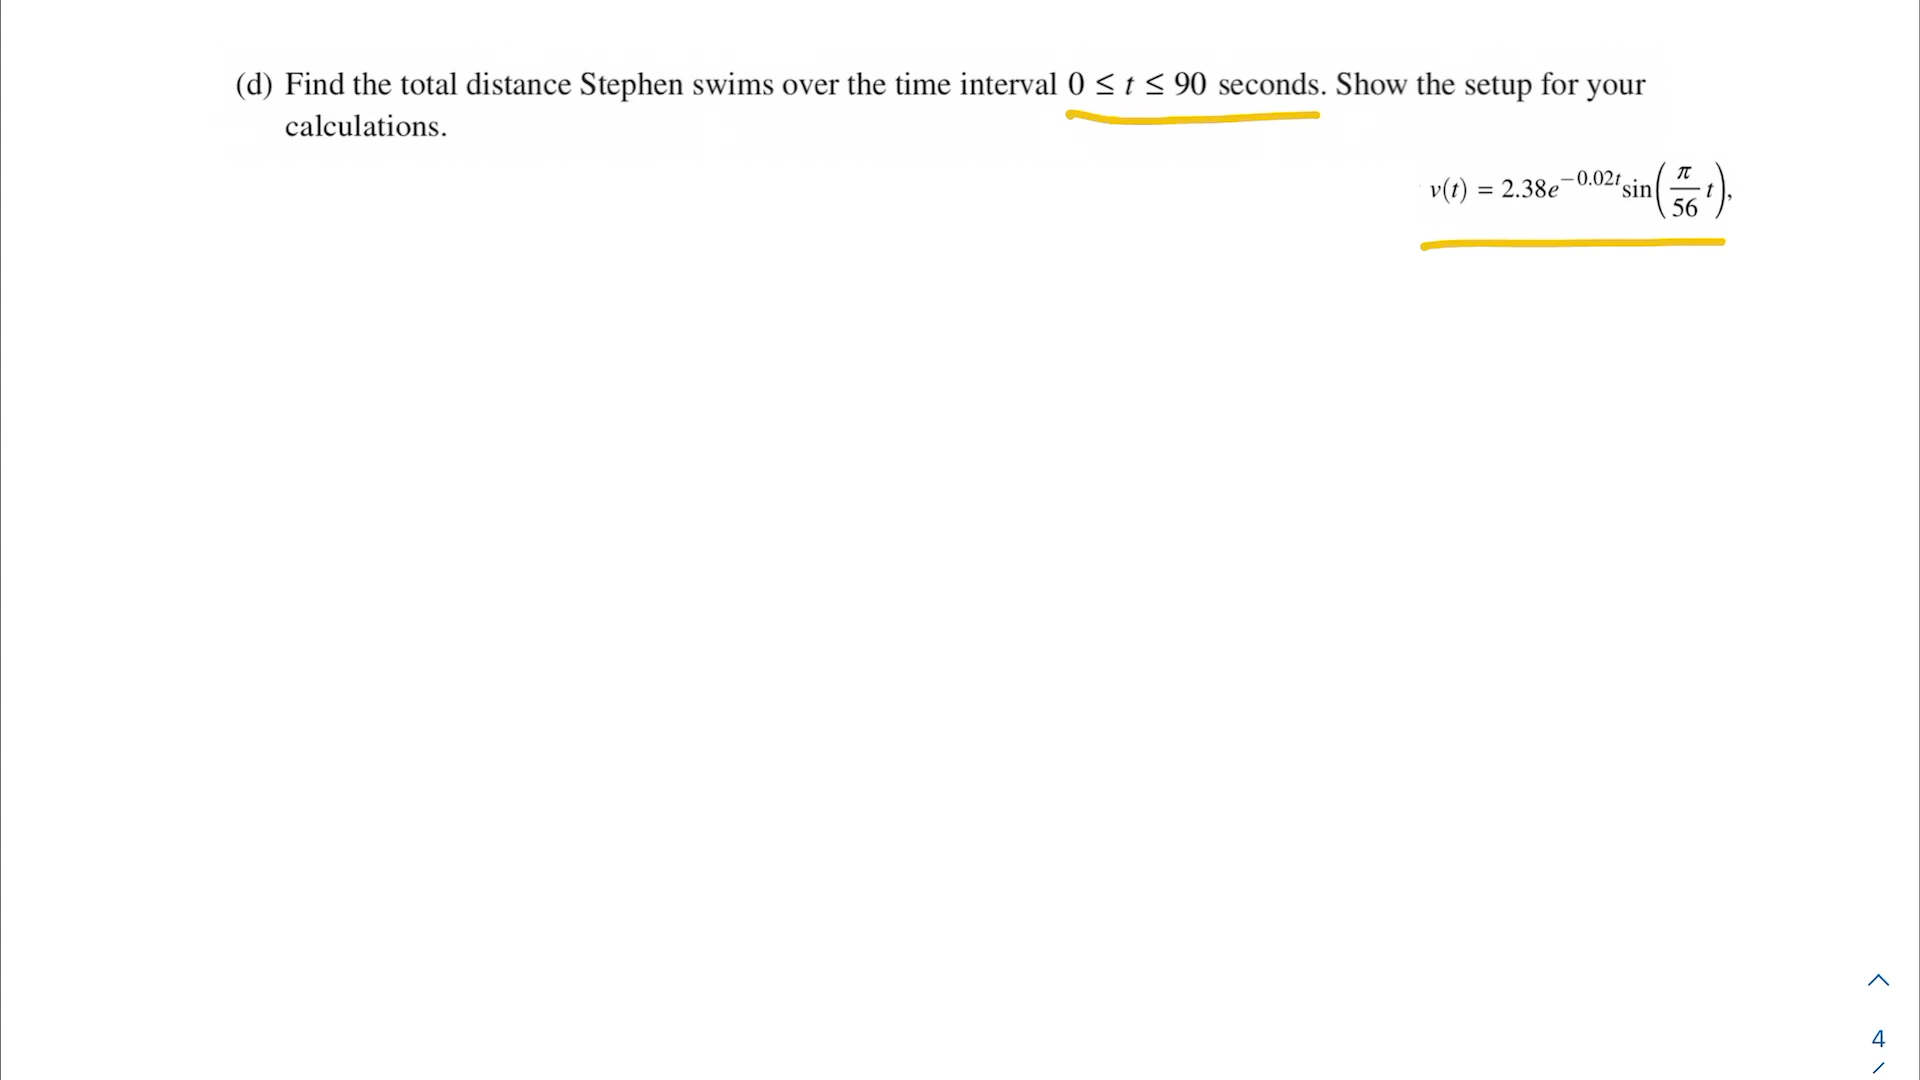 (d) Find the total distance Stephen swims over the time interval 0 ≤ t ≤ 90 seconds. Show the setup for your
calculations.
v(t) = 2.38e^{−0.02t} sin(π/56 t),
4